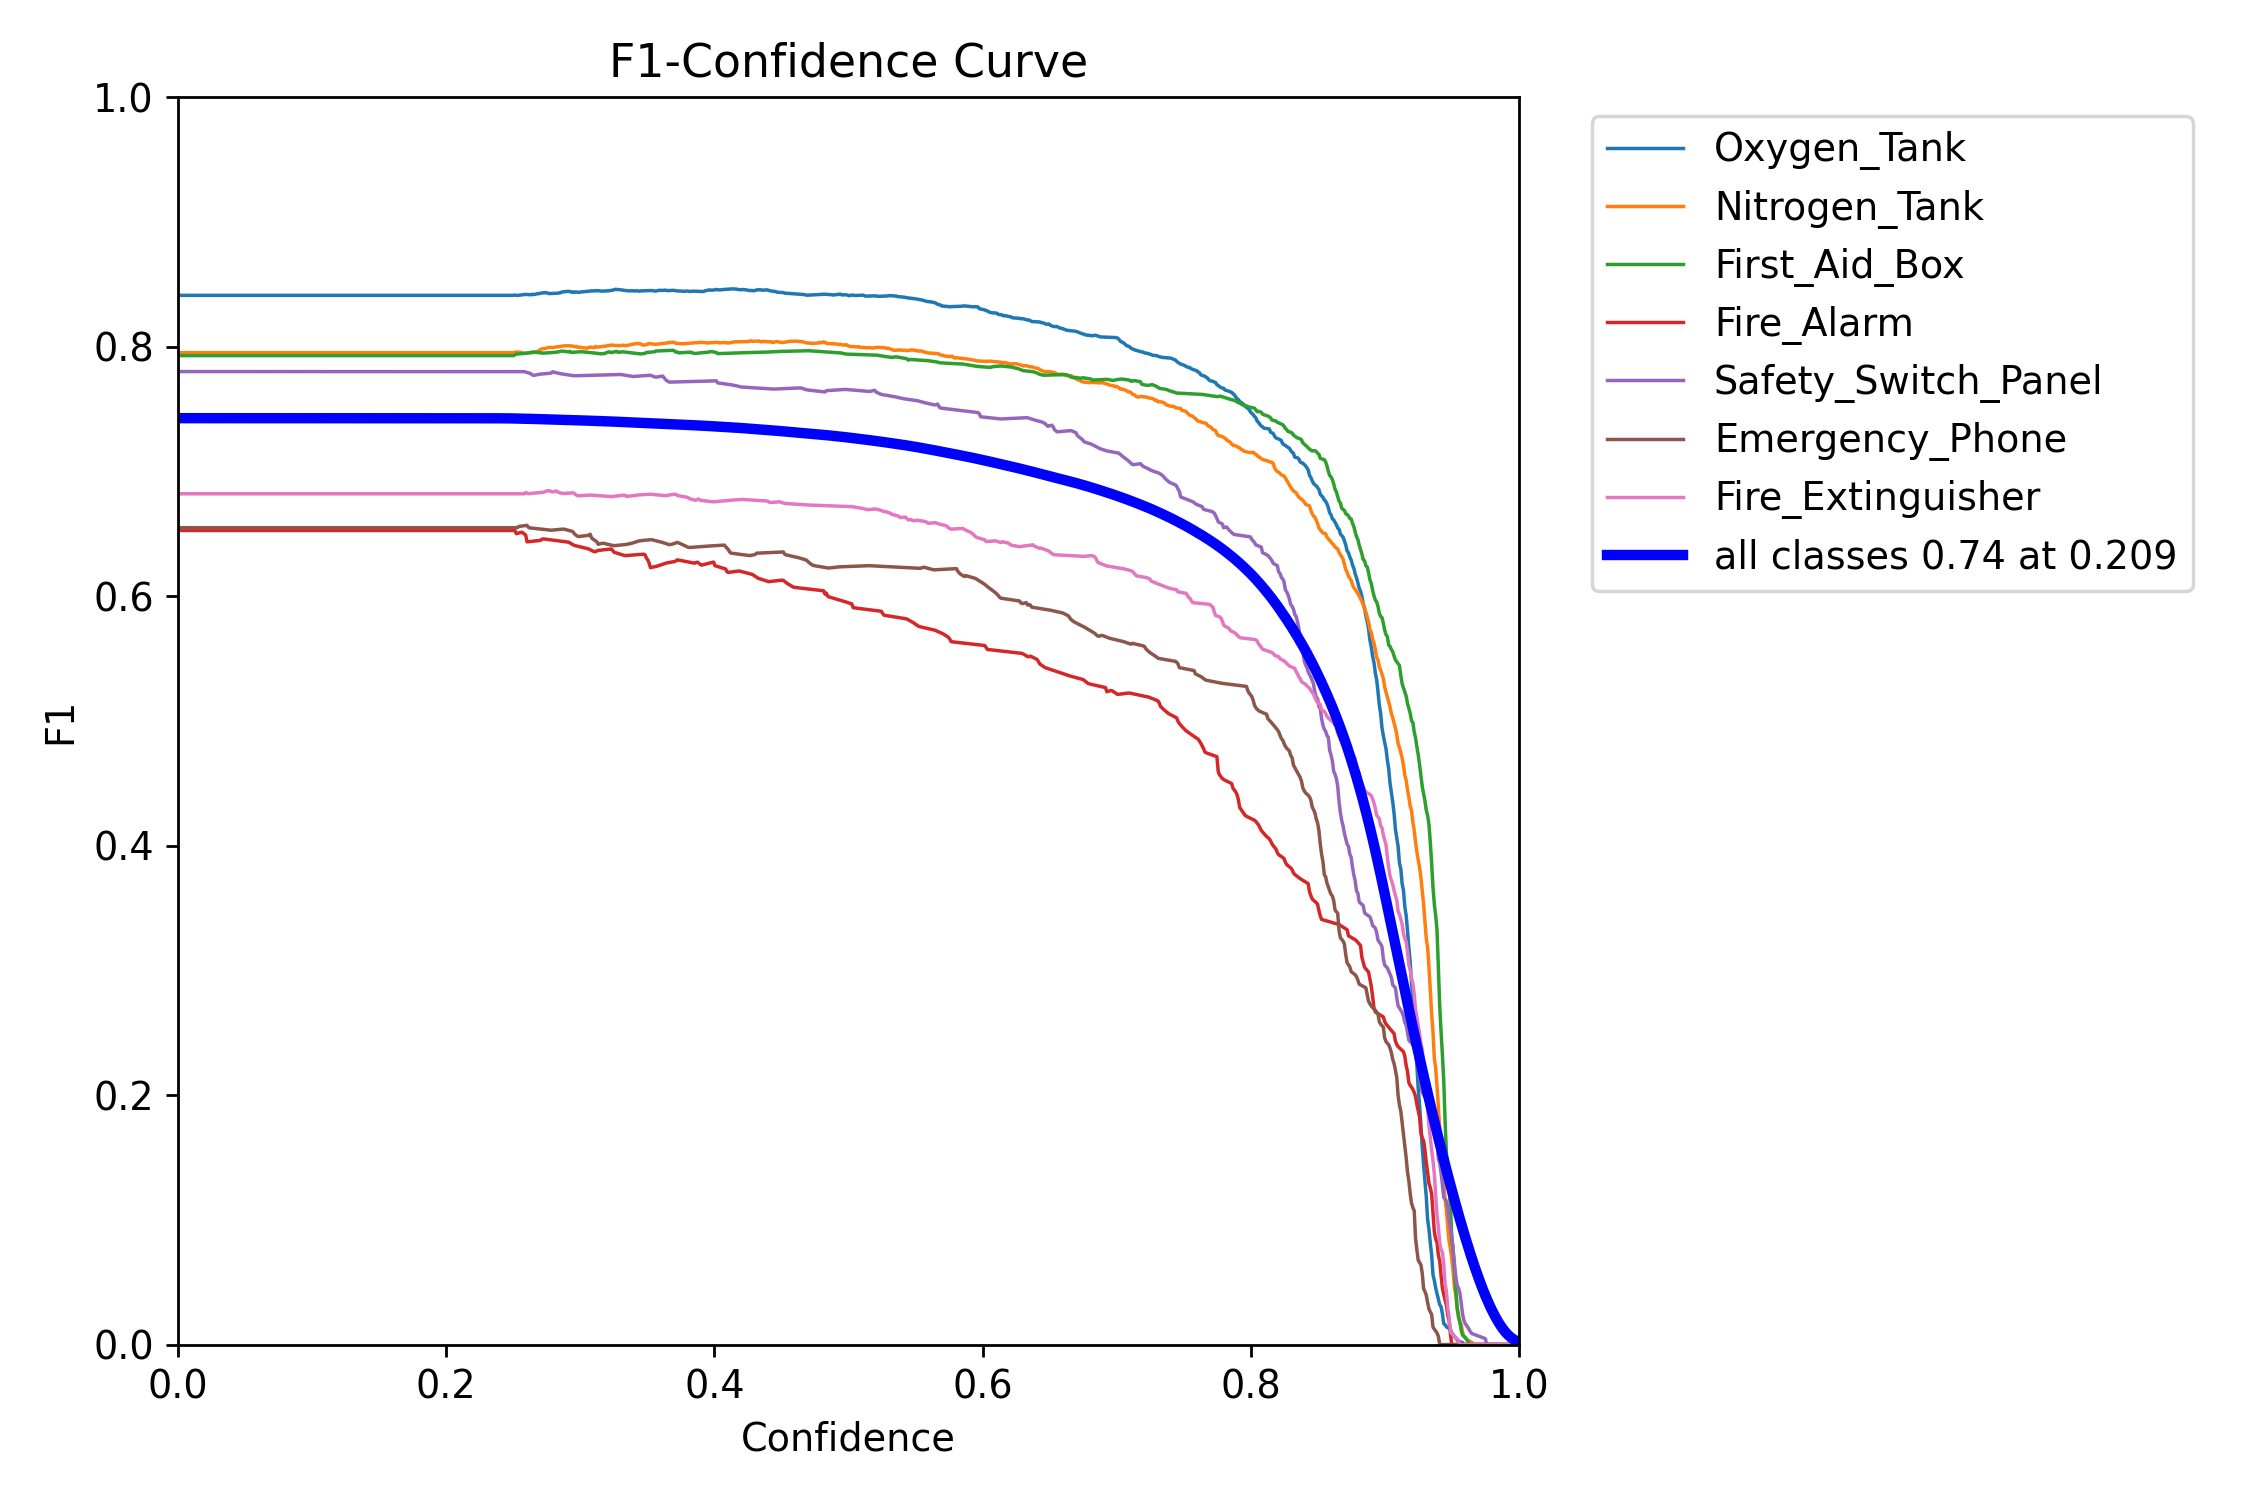 F1-Confidence Curve
1.0
0.8
0.6
0.4
0.2
0.0
F1
0.0 0.2 0.4 0.6 0.8 1.0
Confidence
Oxygen_Tank
Nitrogen_Tank
First_Aid_Box
Fire_Alarm
Safety_Switch_Panel
Emergency_Phone
Fire_Extinguisher
all classes 0.74 at 0.209